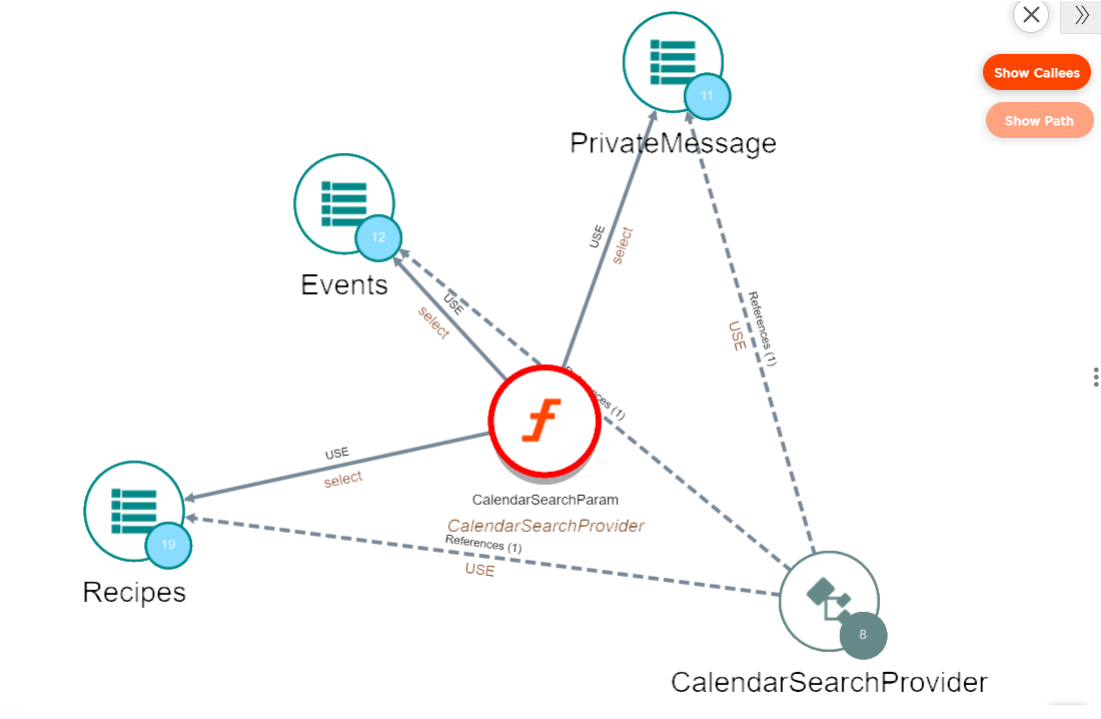 Show Callees
Show Path
11
PrivateMessage
12
Events
USE
select
USE
select
References (1)
USE
References (1)
USE
select
CalendarSearchParam
CalendarSearchProvider
References (1)
USE
19
Recipes
8
CalendarSearchProvider